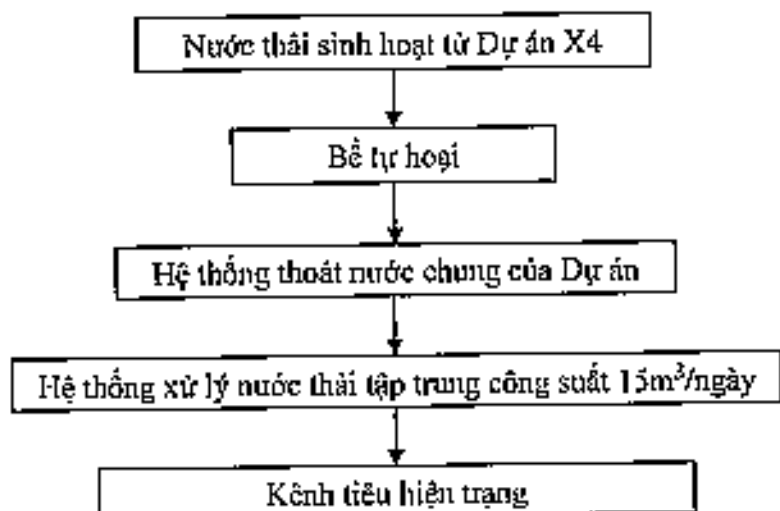 Nước thải sinh hoạt từ Dự án X4
Bể tự hoại
Hệ thống thoát nước chung của Dự án
Hệ thống xử lý nước thải tập trung công suất 15m³/ngày
Kênh tiêu hiện trạng